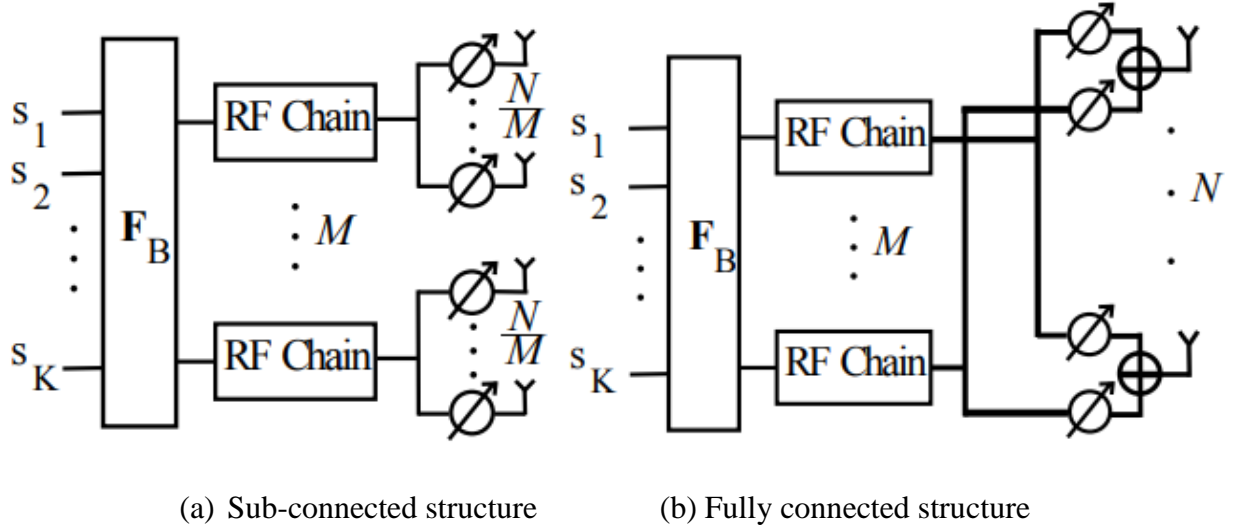 s1
s2
sK
FB
RF Chain
M
RF Chain
N/M
N/M
s1
s2
sK
FB
RF Chain
M
RF Chain
N
(a) Sub-connected structure
(b) Fully connected structure